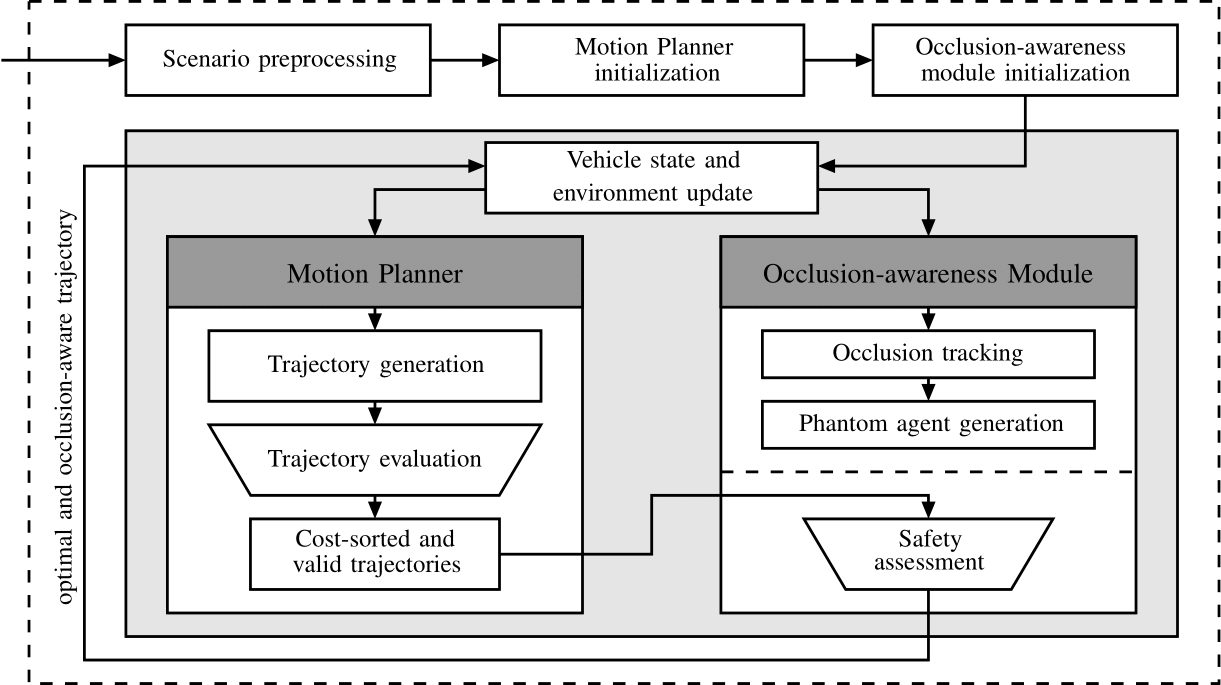 Scenario preprocessing
Motion Planner
initialization
Occlusion-awareness
module initialization
Vehicle state and
environment update
optimal and occlusion-aware trajectory
Motion Planner
Trajectory generation
Trajectory evaluation
Cost-sorted and
valid trajectories
Occlusion-awareness Module
Occlusion tracking
Phantom agent generation
Safety
assessment